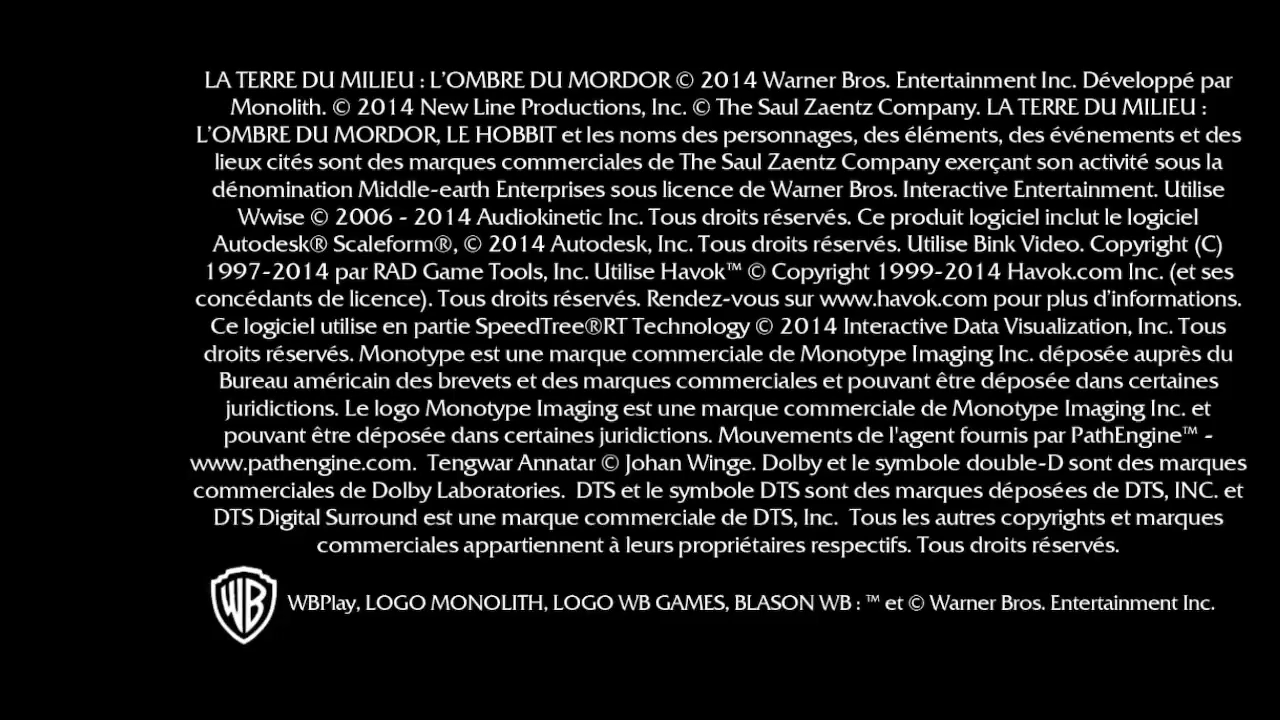 LA TERRE DU MILIEU : L’OMBRE DU MORDOR © 2014 Warner Bros. Entertainment Inc. Développé par
Monolith. © 2014 New Line Productions, Inc. © The Saul Zaentz Company. LA TERRE DU MILIEU :
L’OMBRE DU MORDOR, LE HOBBIT et les noms des personnages, des éléments, des événements et des
lieux cités sont des marques commerciales de The Saul Zaentz Company exerçant son activité sous la
dénomination Middle-earth Enterprises sous licence de Warner Bros. Interactive Entertainment. Utilise
Wwise © 2006 - 2014 Audiokinetic Inc. Tous droits réservés. Ce produit logiciel inclut le logiciel
Autodesk® Scaleform®, © 2014 Autodesk, Inc. Tous droits réservés. Utilise Bink Video. Copyright (C)
1997-2014 par RAD Game Tools, Inc. Utilise Havok™ © Copyright 1999-2014 Havok.com Inc. (et ses
concédants de licence). Tous droits réservés. Rendez-vous sur www.havok.com pour plus d’informations.
Ce logiciel utilise en partie SpeedTree®RT Technology © 2014 Interactive Data Visualization, Inc. Tous
droits réservés. Monotype est une marque commerciale de Monotype Imaging Inc. déposée auprès du
Bureau américain des brevets et des marques commerciales et pouvant être déposée dans certaines
juridictions. Le logo Monotype Imaging est une marque commerciale de Monotype Imaging Inc. et
pouvant être déposée dans certaines juridictions. Mouvements de l'agent fournis par PathEngine™ -
www.pathengine.com.  Tengwar Annatar © Johan Winge. Dolby et le symbole double-D sont des marques
commerciales de Dolby Laboratories.  DTS et le symbole DTS sont des marques déposées de DTS, INC. et
DTS Digital Surround est une marque commerciale de DTS, Inc.  Tous les autres copyrights et marques
commerciales appartiennent à leurs propriétaires respectifs. Tous droits réservés.
WB WBPlay, LOGO MONOLITH, LOGO WB GAMES, BLASON WB : ™ et © Warner Bros. Entertainment Inc.